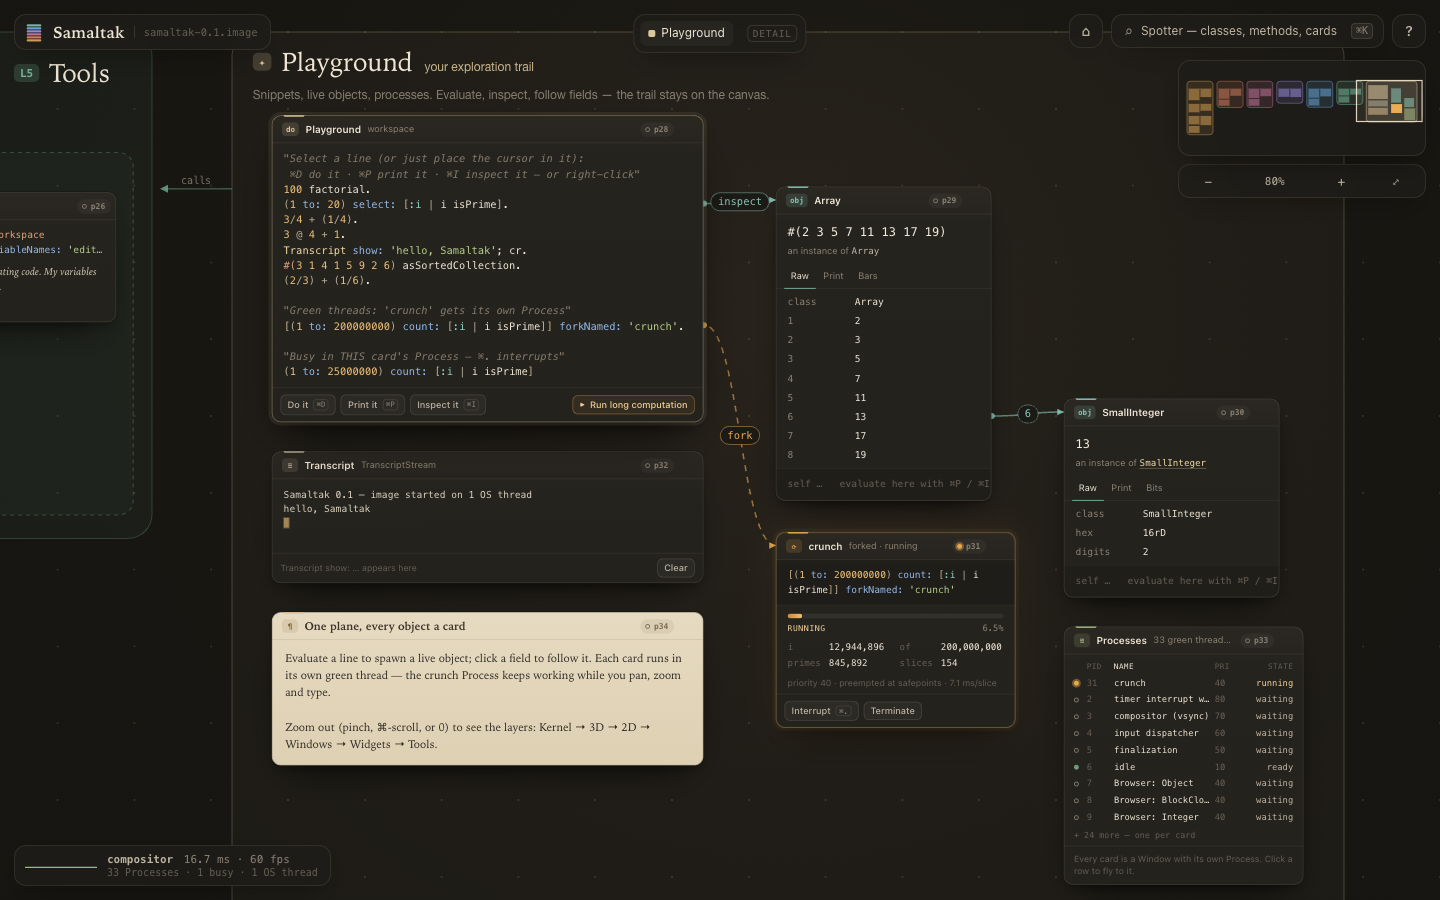 Samaltak samaltak-0.1.image
Playground DETAIL
⌂
Spotter — classes, methods, cards ⌘K
?
L5 Tools
calls
p26
orkspace
iableNames: 'edit…
ating code. My variables
Playground your exploration trail
Snippets, live objects, processes. Evaluate, inspect, follow fields — the trail stays on the canvas.
do Playground workspace p28
"Select a line (or just place the cursor in it):
⌘D do it · ⌘P print it · ⌘I inspect it — or right-click"
100 factorial.
(1 to: 20) select: [:i | i isPrime].
3/4 + (1/4).
3 @ 4 + 1.
Transcript show: 'hello, Samaltak'; cr.
#(3 1 4 1 5 9 2 6) asSortedCollection.
(2/3) + (1/6).
"Green threads: 'crunch' gets its own Process"
[(1 to: 200000000) count: [:i | i isPrime]] forkNamed: 'crunch'.
"Busy in THIS card's Process — ⌘. interrupts"
(1 to: 25000000) count: [:i | i isPrime]
Do it ⌘D Print it ⌘P Inspect it ⌘I ▸ Run long computation
inspect
fork
obj Array p29
#(2 3 5 7 11 13 17 19)
an instance of Array
Raw Print Bars
class Array
1 2
2 3
3 5
4 7
5 11
6 13
7 17
8 19
self … evaluate here with ⌘P / ⌘I
6
obj SmallInteger p30
13
an instance of SmallInteger
Raw Print Bits
class SmallInteger
hex 16rD
digits 2
self … evaluate here with ⌘P / ⌘I
≡ Transcript TranscriptStream p32
Samaltak 0.1 — image started on 1 OS thread
hello, Samaltak
Transcript show: … appears here Clear
crunch forked · running p31
[(1 to: 200000000) count: [:i | i
isPrime]] forkNamed: 'crunch'
RUNNING 6.5%
i 12,944,896 of 200,000,000
primes 845,892 slices 154
priority 40 · preempted at safepoints · 7.1 ms/slice
Interrupt ⌘. Terminate
¶ One plane, every object a card p34
Evaluate a line to spawn a live object; click a field to follow it. Each card runs in
its own green thread — the crunch Process keeps working while you pan, zoom
and type.
Zoom out (pinch, ⌘-scroll, or 0) to see the layers: Kernel → 3D → 2D →
Windows → Widgets → Tools.
≡ Processes 33 green thread… p33
PID NAME PRI STATE
31 crunch 40 running
2 timer interrupt w… 80 waiting
3 compositor (vsync) 70 waiting
4 input dispatcher 60 waiting
5 finalization 50 waiting
6 idle 10 ready
7 Browser: Object 40 waiting
8 Browser: BlockClo… 40 waiting
9 Browser: Integer 40 waiting
+ 24 more — one per card
Every card is a Window with its own Process. Click a
row to fly to it.
− 80% + ⤢
compositor 16.7 ms · 60 fps
33 Processes · 1 busy · 1 OS thread